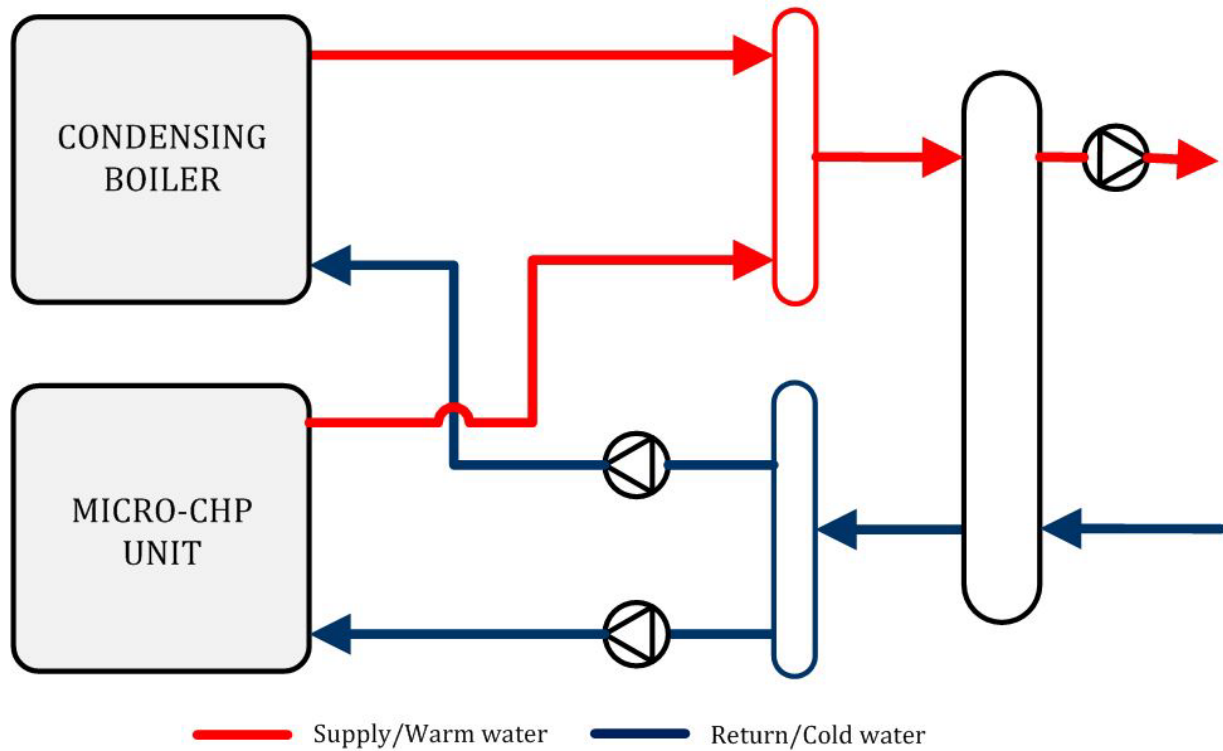 CONDENSING
BOILER
MICRO-CHP
UNIT
Supply/Warm water
Return/Cold water